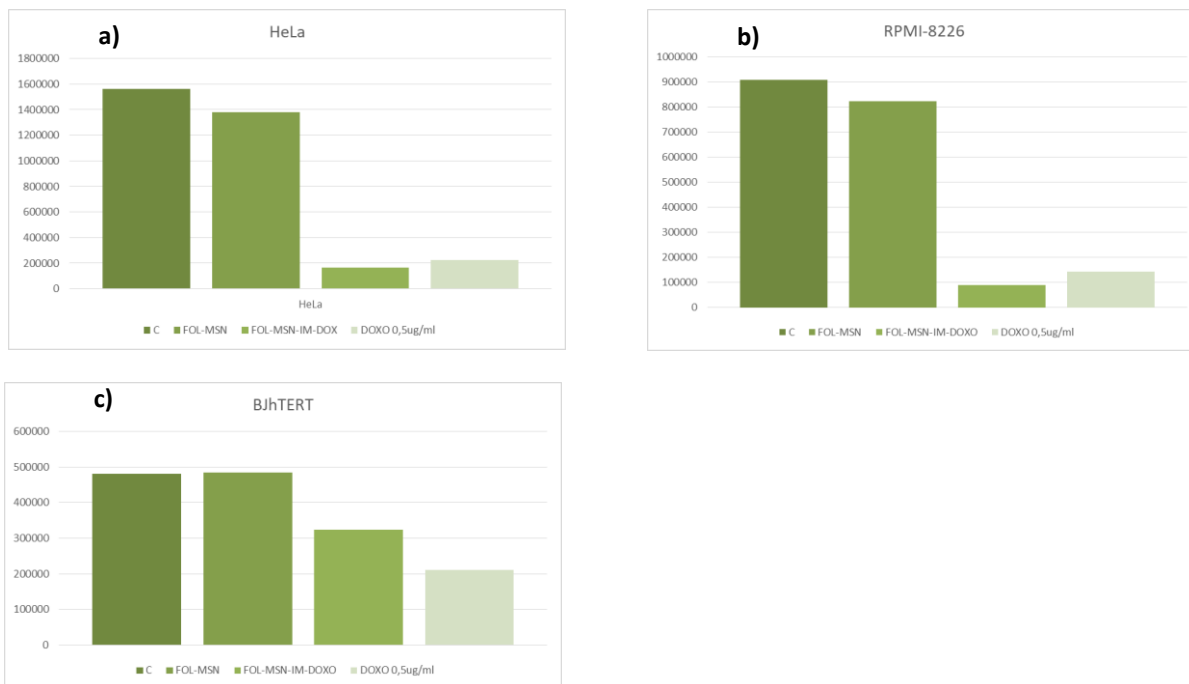 a)
HeLa
1800000
1600000
1400000
1200000
1000000
800000
600000
400000
200000
0
HeLa
C FOL-MSN FOL-MSN-IM-DOX DOXO 0,5ug/ml
b)
RPMI-8226
1000000
900000
800000
700000
600000
500000
400000
300000
200000
100000
0
C FOL-MSN FOL-MSN-IM-DOXO DOXO 0,5ug/ml
c)
BJhTERT
600000
500000
400000
300000
200000
100000
0
C FOL-MSN FOL-MSN-IM-DOXO DOXO 0,5ug/ml